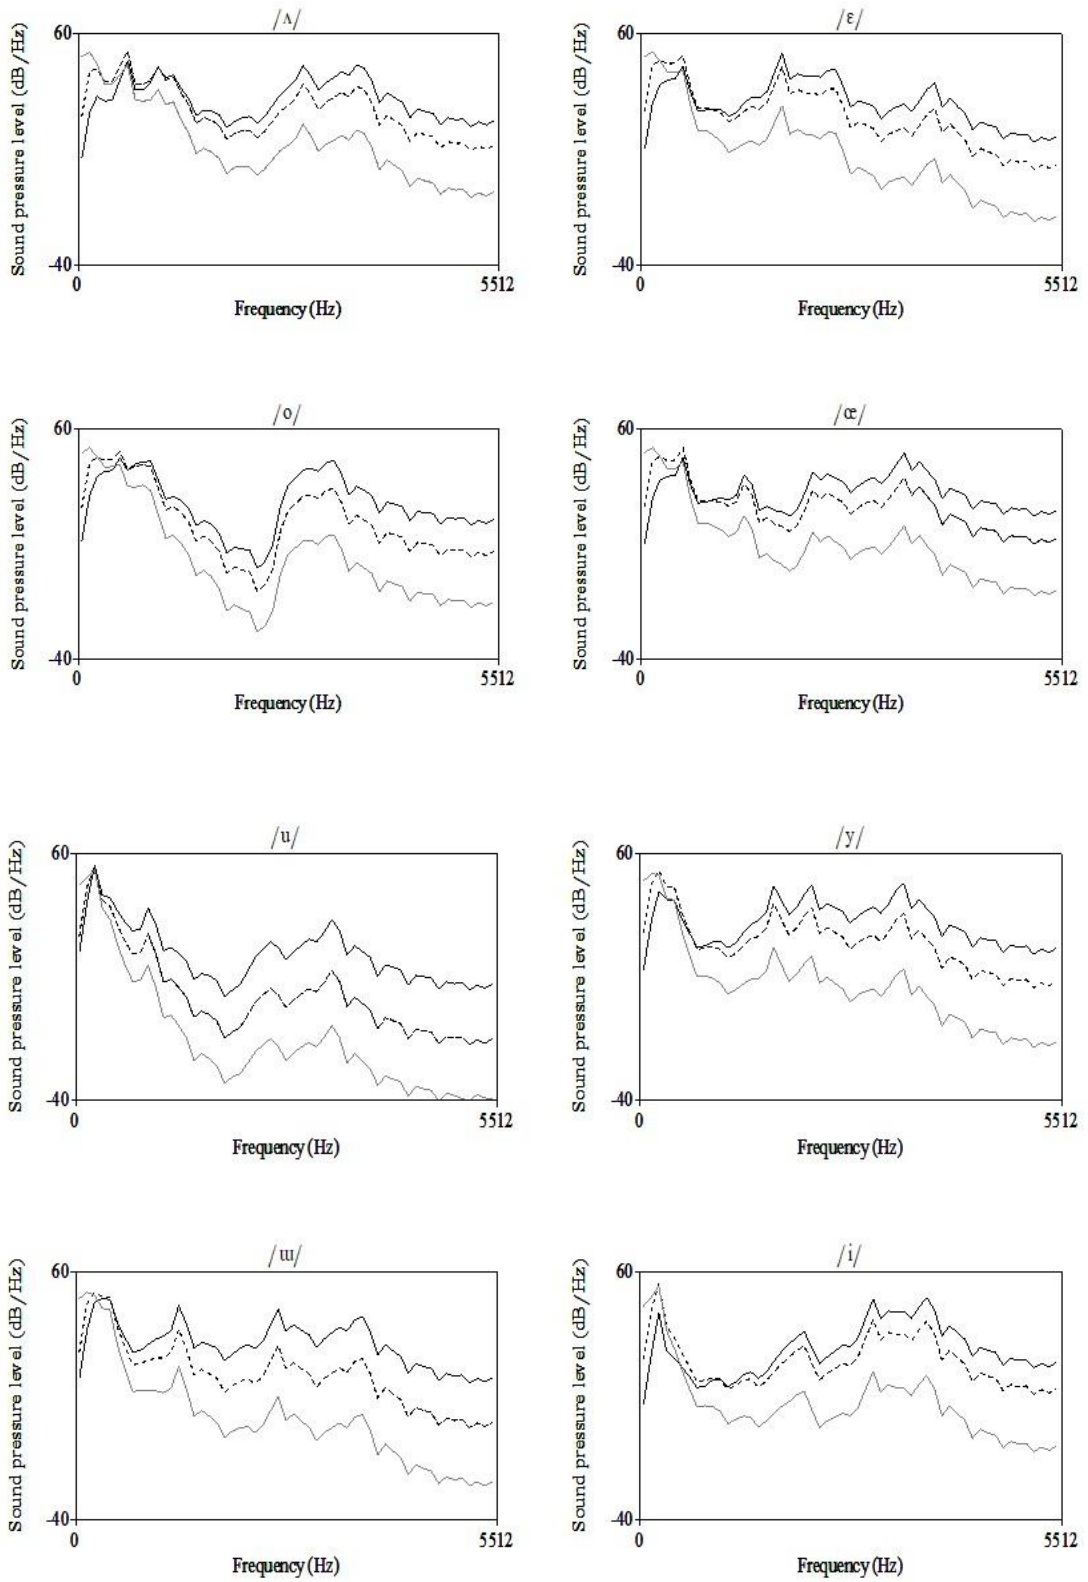 /ʌ/
Sound pressure level (dB/Hz)
60
-40
0
5512
Frequency (Hz)
/ɛ/
Sound pressure level (dB/Hz)
60
-40
0
5512
Frequency (Hz)
/o/
Sound pressure level (dB/Hz)
60
-40
0
5512
Frequency (Hz)
/œ/
Sound pressure level (dB/Hz)
60
-40
0
5512
Frequency (Hz)
/u/
Sound pressure level (dB/Hz)
60
-40
0
5512
Frequency (Hz)
/y/
Sound pressure level (dB/Hz)
60
-40
0
5512
Frequency (Hz)
/ɯ/
Sound pressure level (dB/Hz)
60
-40
0
5512
Frequency (Hz)
/i/
Sound pressure level (dB/Hz)
60
-40
0
5512
Frequency (Hz)